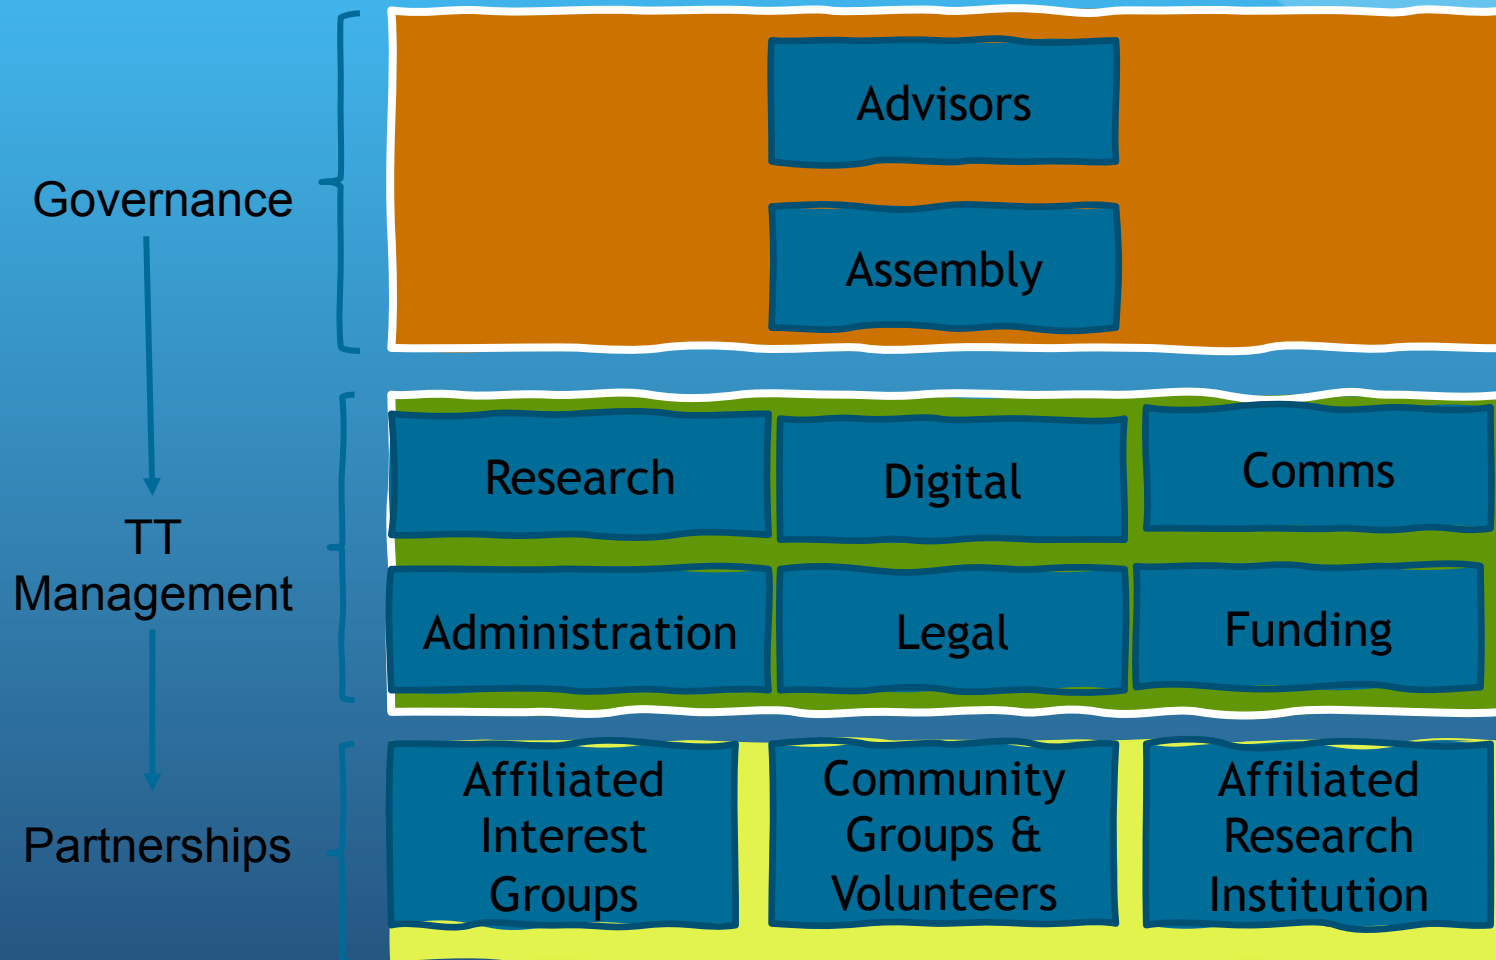 Governance
Advisors
Assembly
TT
Management
Research
Digital
Comms
Administration
Legal
Funding
Partnerships
Affiliated
Interest
Groups
Community
Groups &
Volunteers
Affiliated
Research
Institution